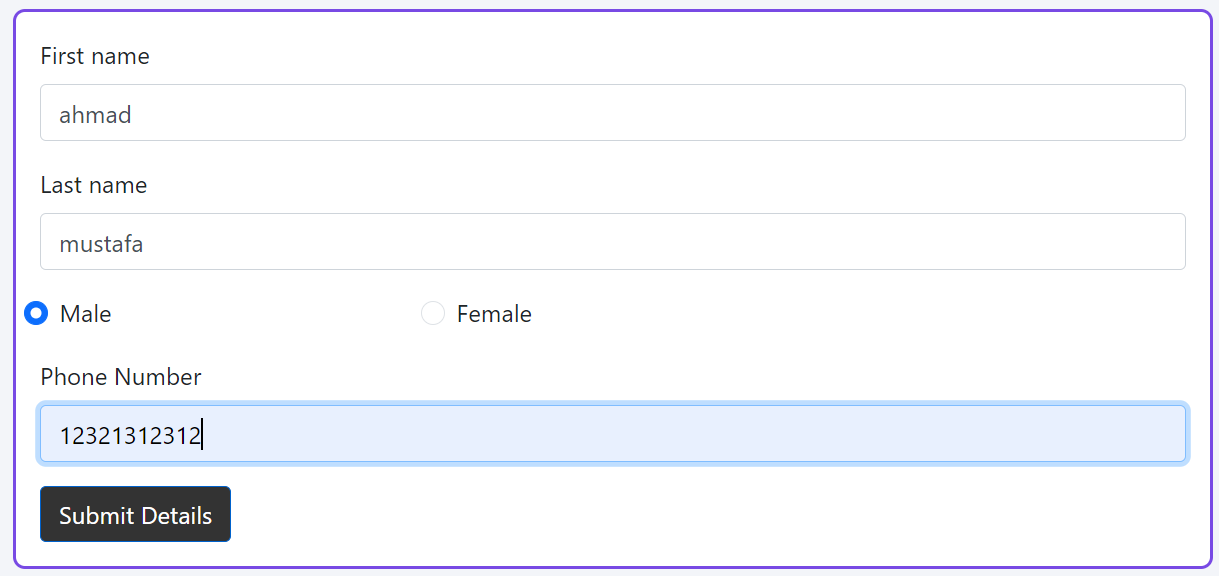 First name
ahmad
Last name
mustafa
Male Female
Phone Number
12321312312
Submit Details